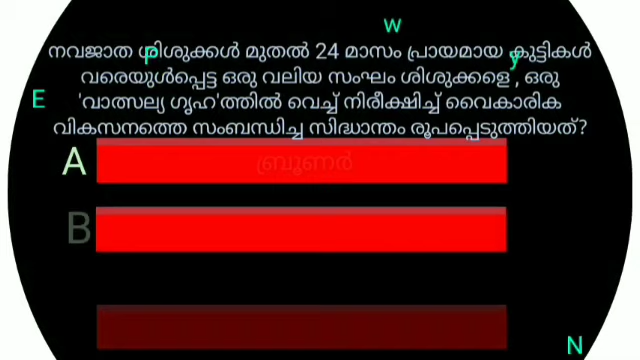 w
നവജാത ശിശുക്കൾ മുതൽ 24 മാസം പ്രായമായ കുട്ടികൾ
വരെയുൾപ്പെട്ട ഒരു വലിയ സംഘം ശിശുക്കളെ , ഒരു
'വാത്സല്യ ഗൃഹ'ത്തിൽ വെച്ച് നിരീക്ഷിച്ച് വൈകാരിക
വികസനത്തെ സംബന്ധിച്ച സിദ്ധാന്തം രൂപപ്പെടുത്തിയത്?
P
y
E
A ബ്രൂണർ
B
N